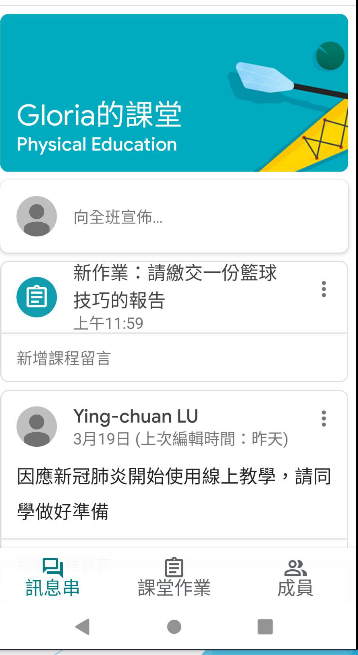 Gloria的課堂
Physical Education
向全班宣佈...
新作業：請繳交一份籃球
技巧的報告
上午11:59
新增課程留言
Ying-chuan LU
3月19日 (上次編輯時間：昨天)
因應新冠肺炎開始使用線上教學，請同
學做好準備
訊息串
課堂作業
成員